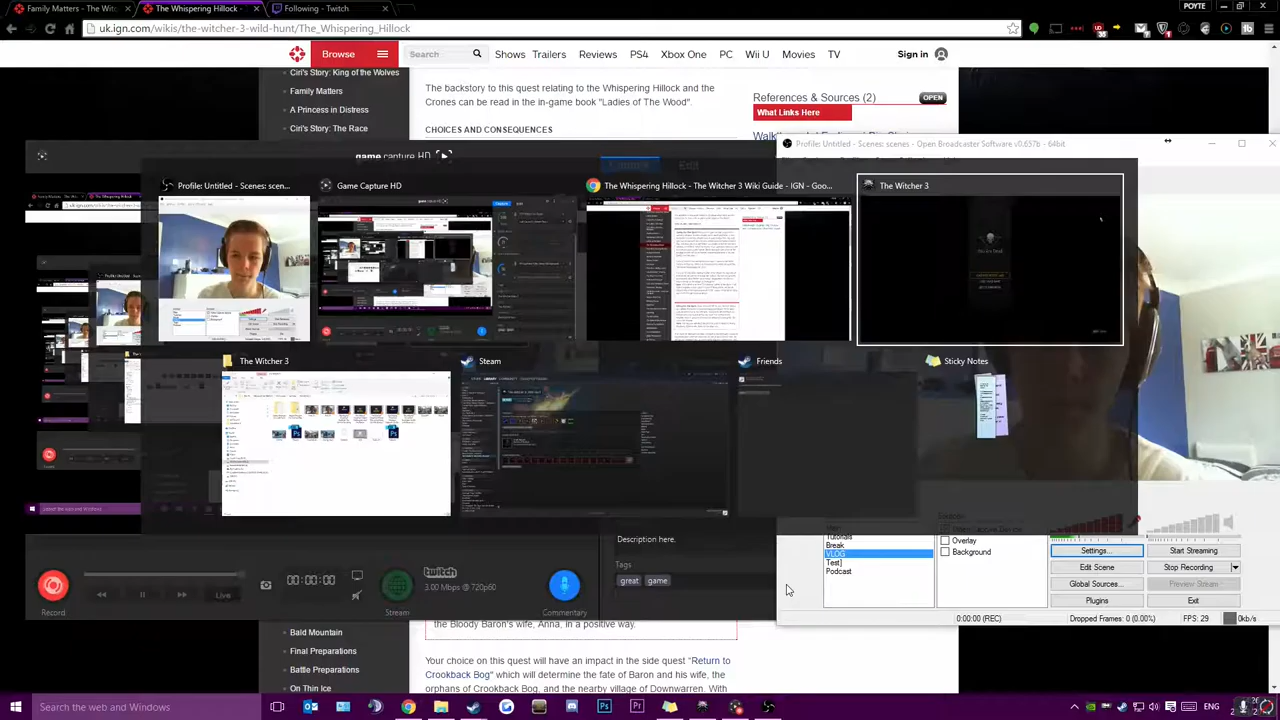 Family Matters - The Wit
The Whispering Hillock -
Following - Twitch
POYTE
uk.ign.com/wikis/the-witcher-3-wild-hunt/The_Whispering_Hillock
Browse
Search
Shows
Trailers
Reviews
PS4
Xbox One
PC
Wii U
Movies
TV
Sign in
Ciri's Story: King of the Wolves
Family Matters
A Princess in Distress
Ciri's Story: The Race
The backstory to this quest relating to the Whispering Hillock and the
Crones can be read in the in-game book "Ladies of The Wood".
CHOICES AND CONSEQUENCES
References & Sources (2)
OPEN
What Links Here
game capture HD
Edit
Profile: Untitled - Scenes: scenes - Open Broadcaster Software v0.657b - 64bit
Profile: Untitled - Scenes: scen...
Game Capture HD
The Whispering Hillock - The Witcher 3 Wiki Guide - IGN - Goo...
The Witcher 3
The Witcher 3
Steam
Friends
Sticky Notes
Tutorials
Break
VLOG
Test]
Podcast
Overlay
Background
Settings...
Start Streaming
Edit Scene
Stop Recording
Global Sources...
Preview Stream
Plugins
Exit
0:00:00 (REC)
Dropped Frames: 0 (0.00%)
FPS: 29
0kb/s
Description here.
Tags
great
game
Record
Live
00:00:00
twitch
3.00 Mbps @ 720p60
Stream
Commentary
Bald Mountain
Final Preparations
Battle Preparations
On Thin Ice
the Bloody Baron's wife, Anna, in a positive way.
Your choice on this quest will have an impact in the side quest "Return to
Crookback Bog" which will determine the fate of Baron and his wife, the
orphans of Crookback Bog, and the nearby village of Downwarren. With
Search the web and Windows
ENG